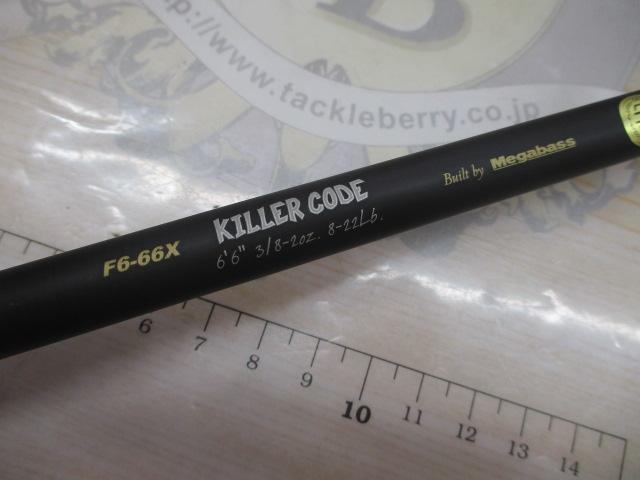 B
http://www.tackleberry.co.jp
KILLER CODE
Built by Megabass
F6-66X
6'6" 3/8-2oz. 8-22Lb.
6 7 8 9 10 11 12 13 14